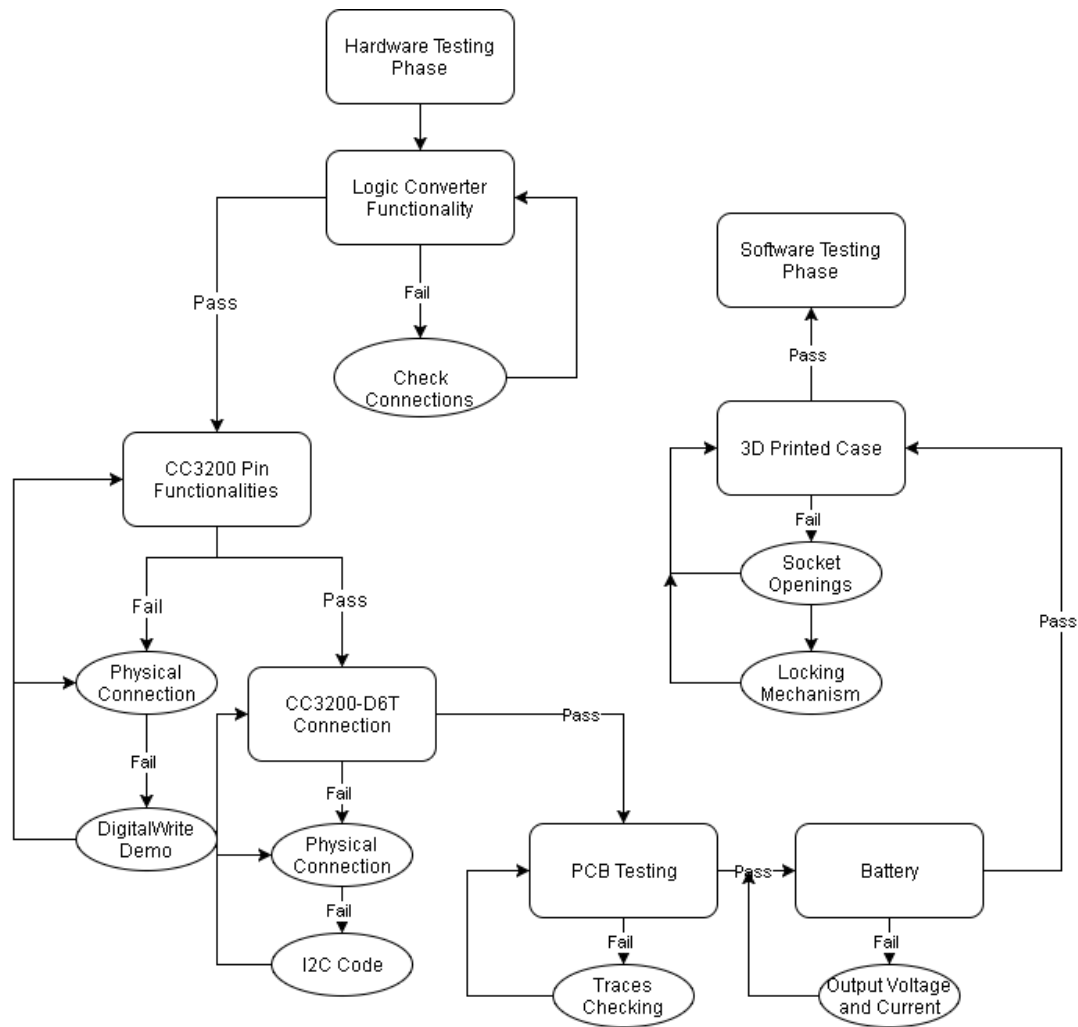 Hardware Testing
Phase
Logic Converter
Functionality
Pass
Fail
Check
Connections
Software Testing
Phase
Pass
3D Printed Case
Fail
Socket
Openings
Locking
Mechanism
CC3200 Pin
Functionalities
Fail
Pass
Physical
Connection
Fail
DigitalWrite
Demo
CC3200-D6T
Connection
Pass
Fail
Physical
Connection
Fail
I2C Code
PCB Testing
Pass
Fail
Traces
Checking
Battery
Pass
Fail
Output Voltage
and Current